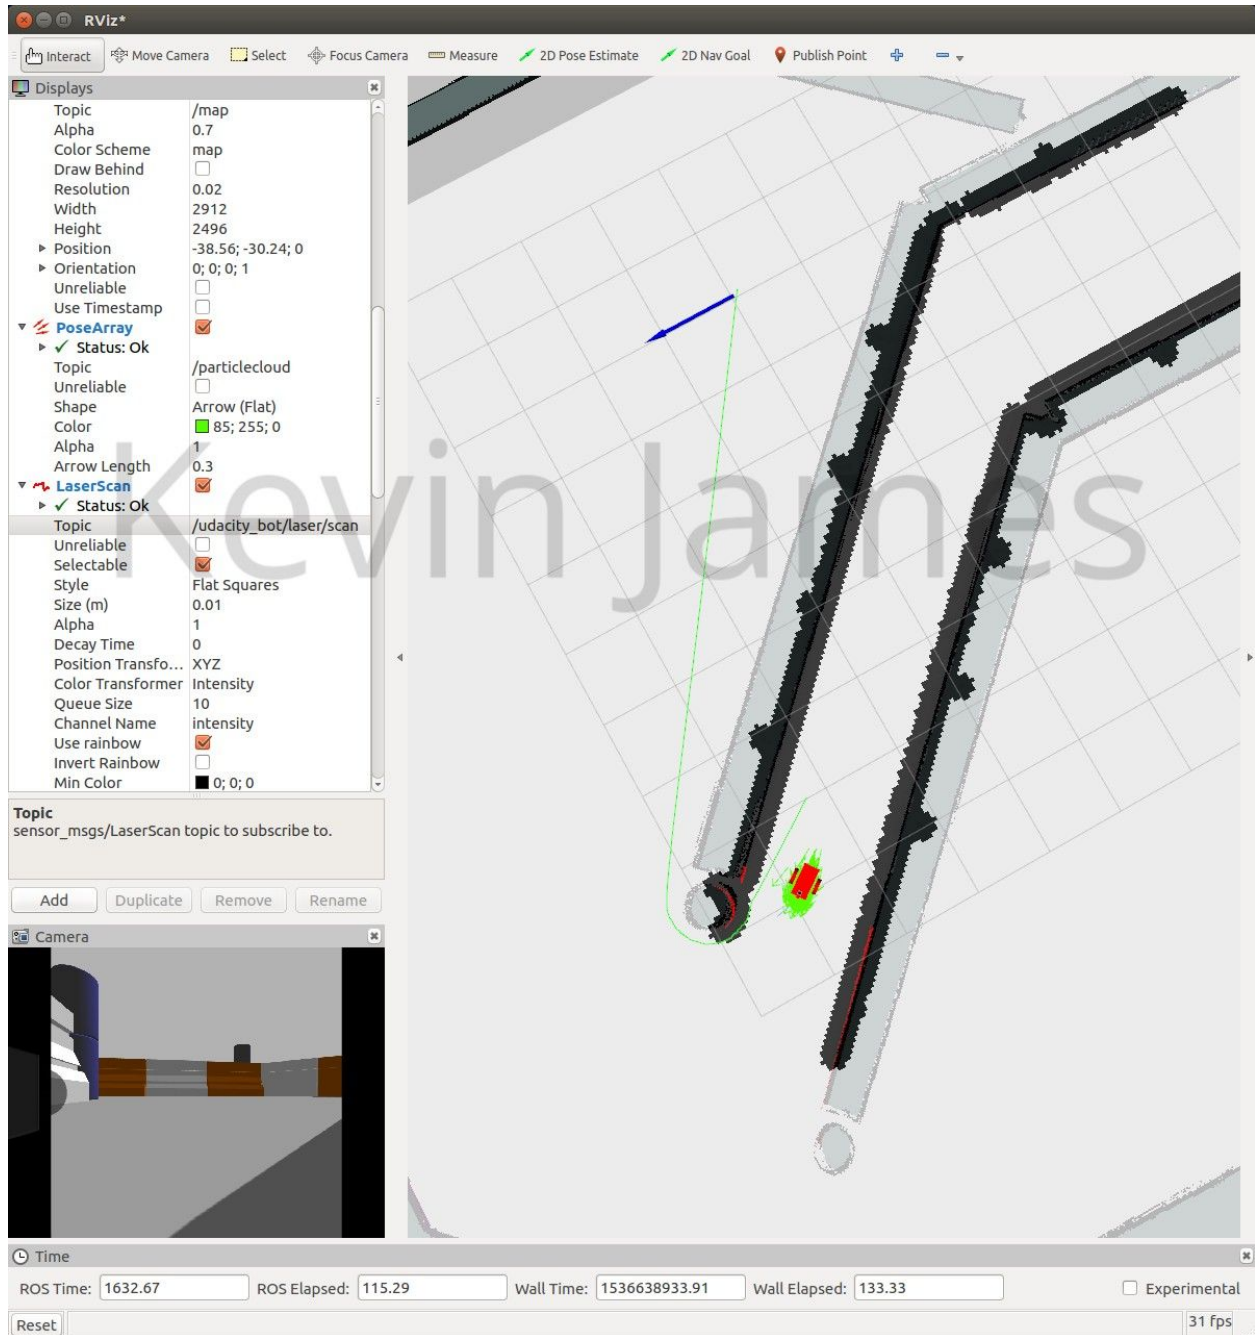 RViz*
Interact Move Camera Select Focus Camera Measure 2D Pose Estimate 2D Nav Goal Publish Point
Displays
Topic /map
Alpha 0.7
Color Scheme map
Draw Behind
Resolution 0.02
Width 2912
Height 2496
Position -38.56; -30.24; 0
Orientation 0; 0; 0; 1
Unreliable
Use Timestamp
PoseArray
Status: Ok
Topic /particlecloud
Unreliable
Shape Arrow (Flat)
Color 85; 255; 0
Alpha 1
Arrow Length 0.3
LaserScan
Status: Ok
Topic /udacity_bot/laser/scan
Unreliable
Selectable
Style Flat Squares
Size (m) 0.01
Alpha 1
Decay Time 0
Position Transfo... XYZ
Color Transformer Intensity
Queue Size 10
Channel Name intensity
Use rainbow
Invert Rainbow
Min Color 0; 0; 0
Kevin James
Topic
sensor_msgs/LaserScan topic to subscribe to.
Add Duplicate Remove Rename
Camera
Time
ROS Time: 1632.67 ROS Elapsed: 115.29 Wall Time: 1536638933.91 Wall Elapsed: 133.33 Experimental
Reset 31 fps